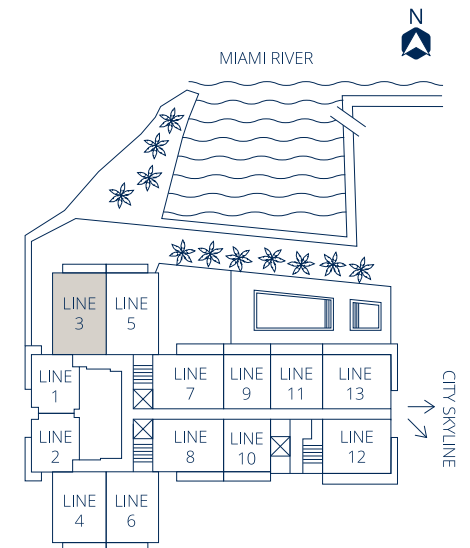 N
MIAMI RIVER
LINE
3
LINE
5
LINE
1
LINE
7
LINE
9
LINE
11
LINE
13
CITY SKYLINE
LINE
2
LINE
8
LINE
10
LINE
12
LINE
4
LINE
6